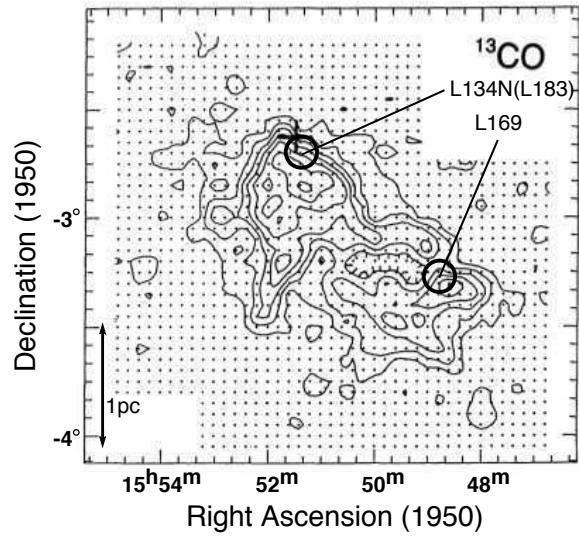 ¹³CO
L134N(L183)
L169
Declination (1950)
-3°
1pc
-4°
15ʰ54ᵐ 52ᵐ 50ᵐ 48ᵐ
Right Ascension (1950)